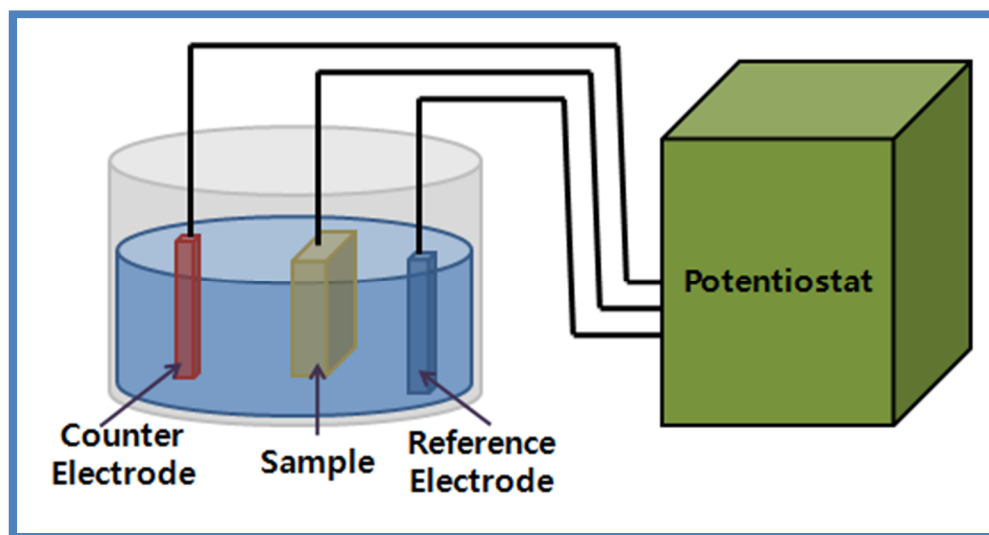 Potentiostat
Counter
Electrode
Sample
Reference
Electrode